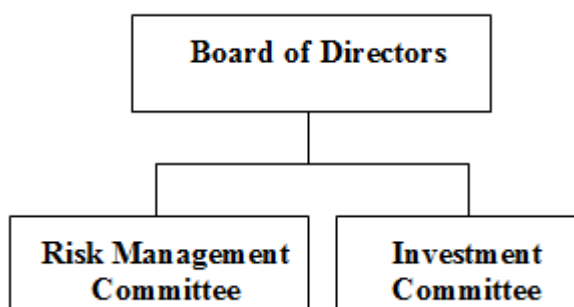 Board of Directors
Risk Management
Committee
Investment
Committee